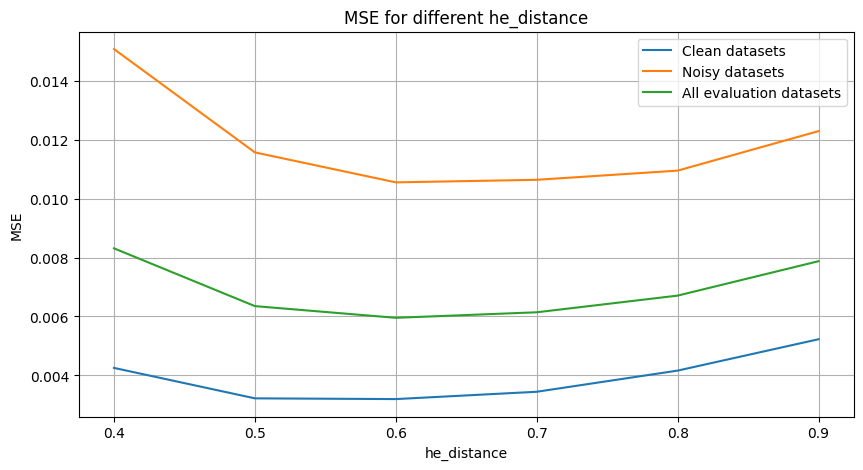 MSE for different he_distance
Clean datasets
Noisy datasets
All evaluation datasets
MSE
0.014
0.012
0.010
0.008
0.006
0.004
0.4 0.5 0.6 0.7 0.8 0.9
he_distance